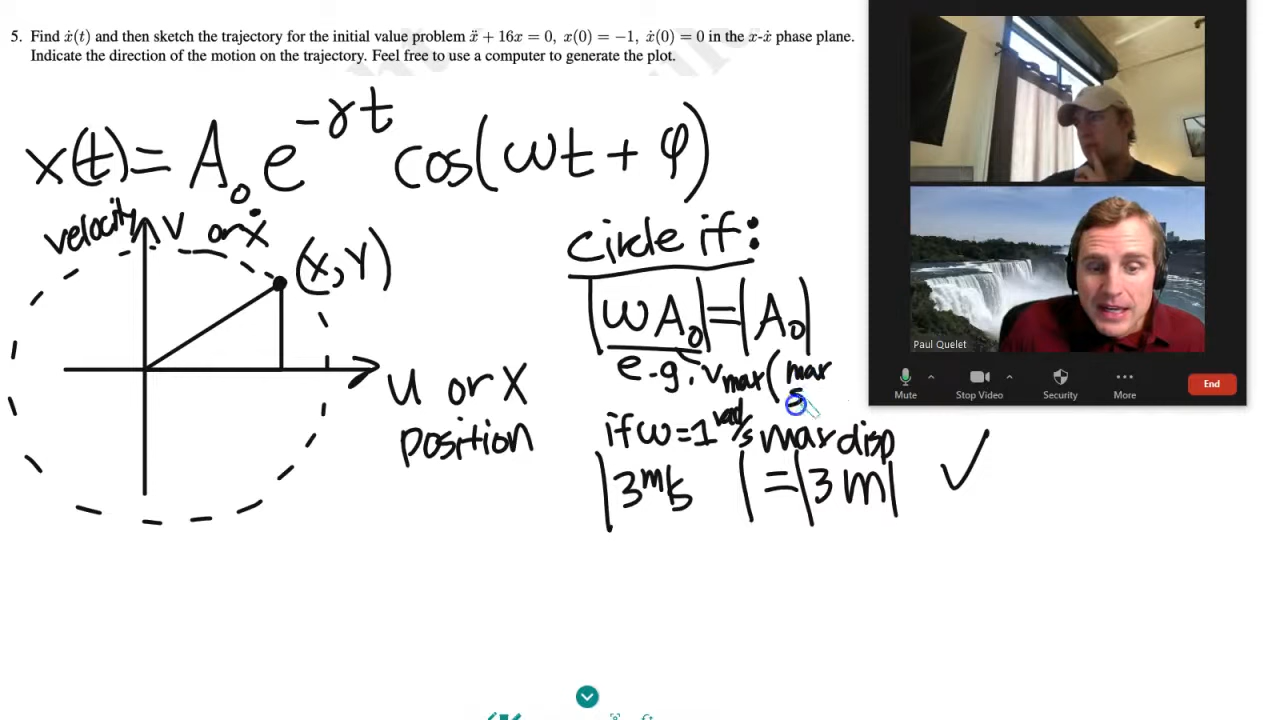 5. Find ẋ(t) and then sketch the trajectory for the initial value problem ẍ + 16x = 0, x(0) = −1, ẋ(0) = 0 in the x-ẋ phase plane.
Indicate the direction of the motion on the trajectory. Feel free to use a computer to generate the plot.
x(t) = A₀ e^-γt cos(ωt + φ)
velocity V or ẋ
(X, Y)
u or X
position
Circle if:
|ωA₀| = |A₀|
e.g. Vmax (max
s
if ω = 1 rad/s max disp
|3 m/s | = |3 m| ✓
Paul Quelet
Mute
Stop Video
Security
More
End